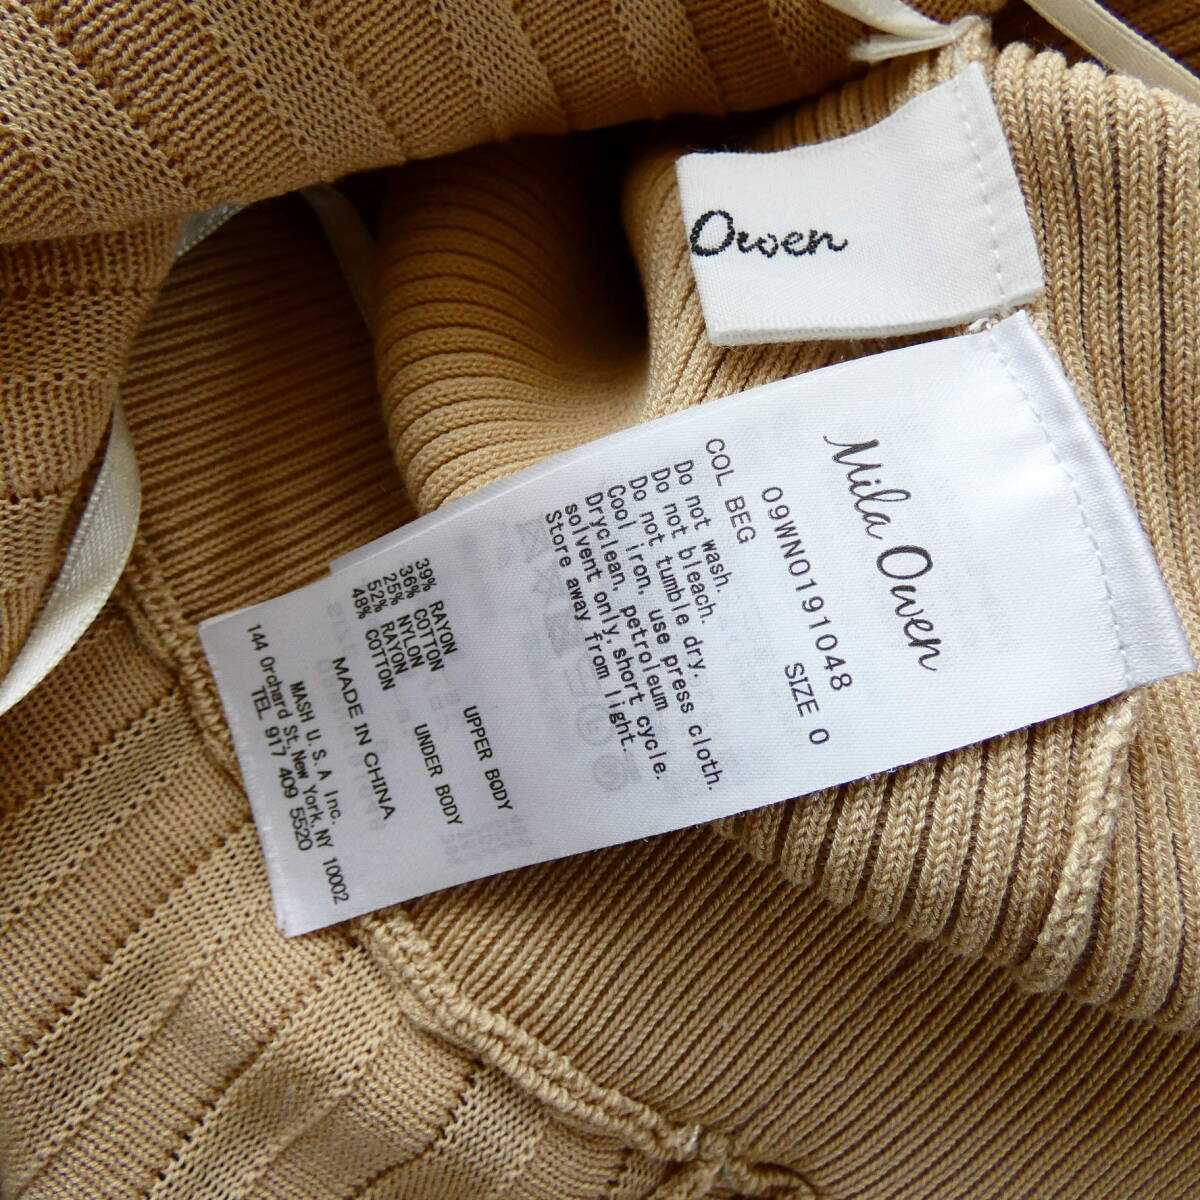 Owen
Mila Owen
09WN0191048
COL BEG SIZE 0
Do not wash.
Do not bleach.
Do not tumble dry.
Cool iron, use press cloth.
Dryclean, petroleum
solvent only, short cycle.
Store away from light.
39% RAYON UPPER BODY
36% COTTON
25% NYLON
52% RAYON UNDER BODY
48% COTTON
MADE IN CHINA
MASH U.S.A Inc,
144 Orchard St, New York, NY 10002
TEL 917 409 5520